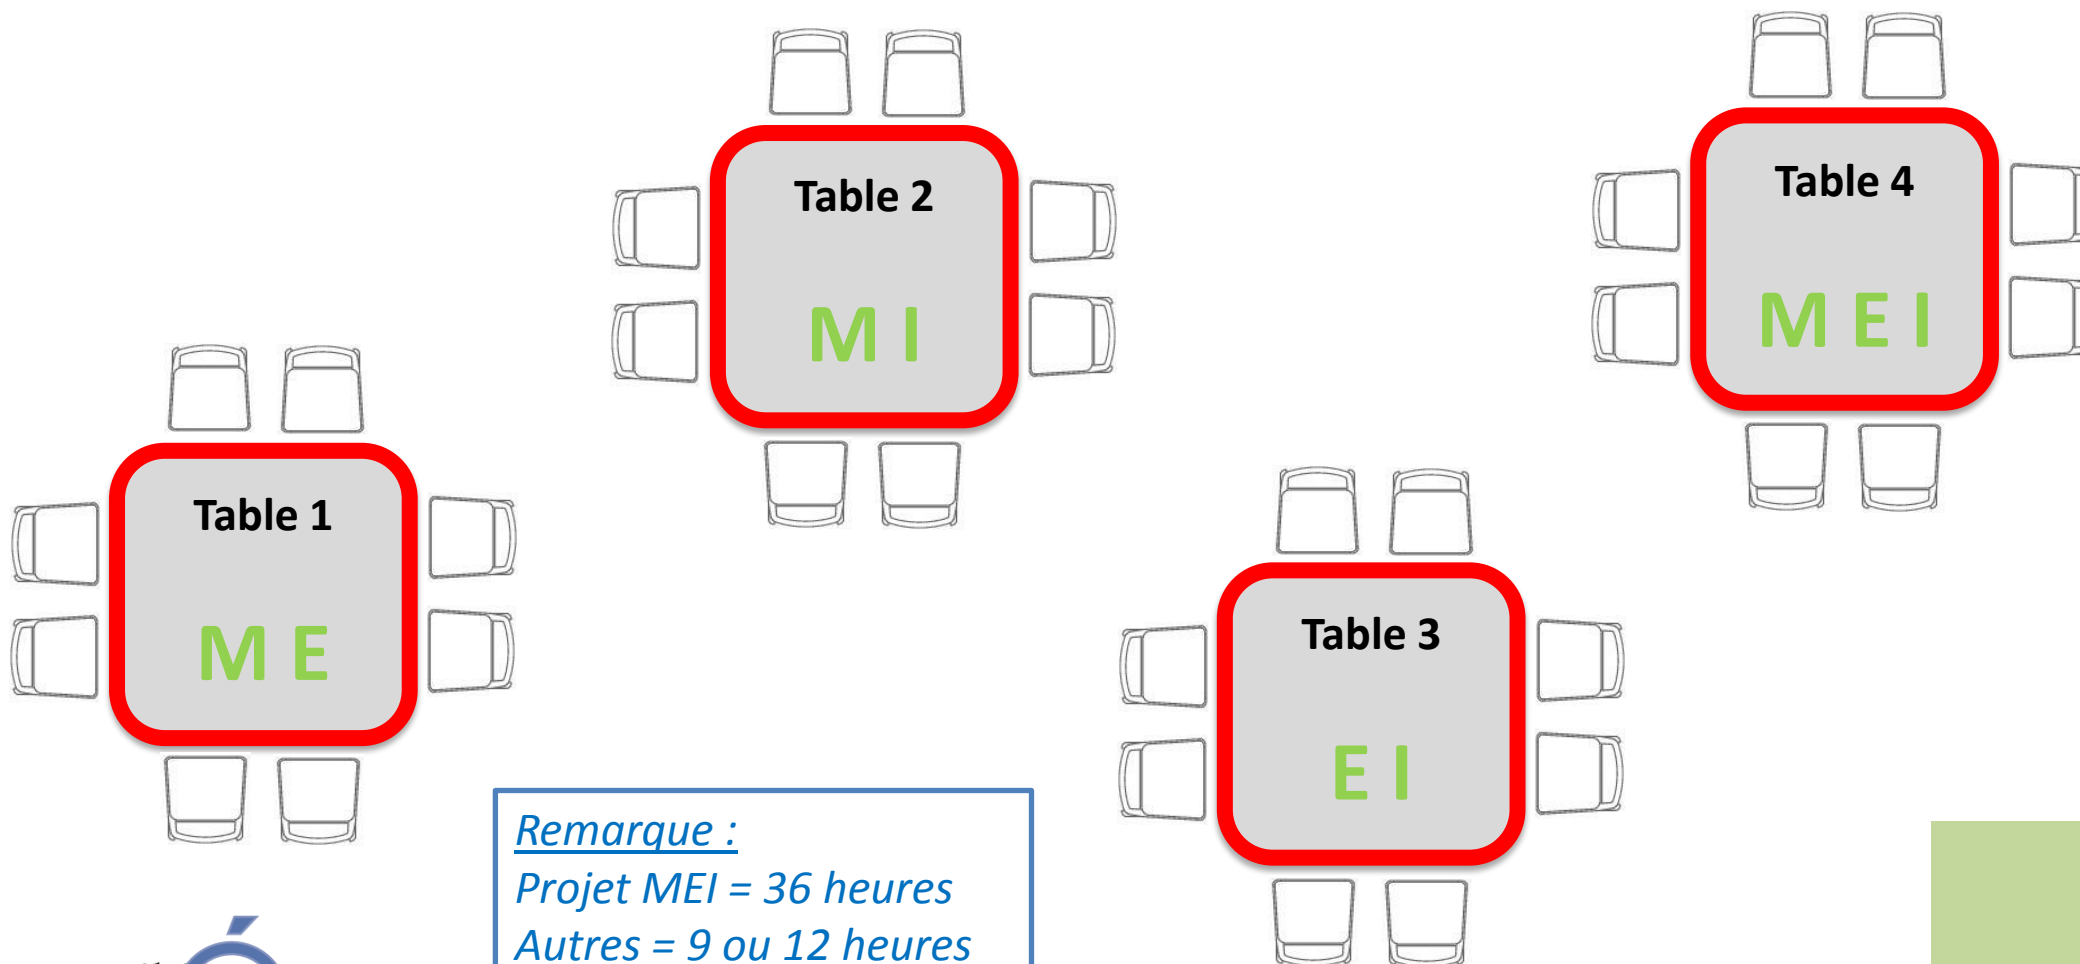 Table 1
M E
Table 2
M I
Table 3
E I
Table 4
M E I
Remarque :
Projet MEI = 36 heures
Autres = 9 ou 12 heures